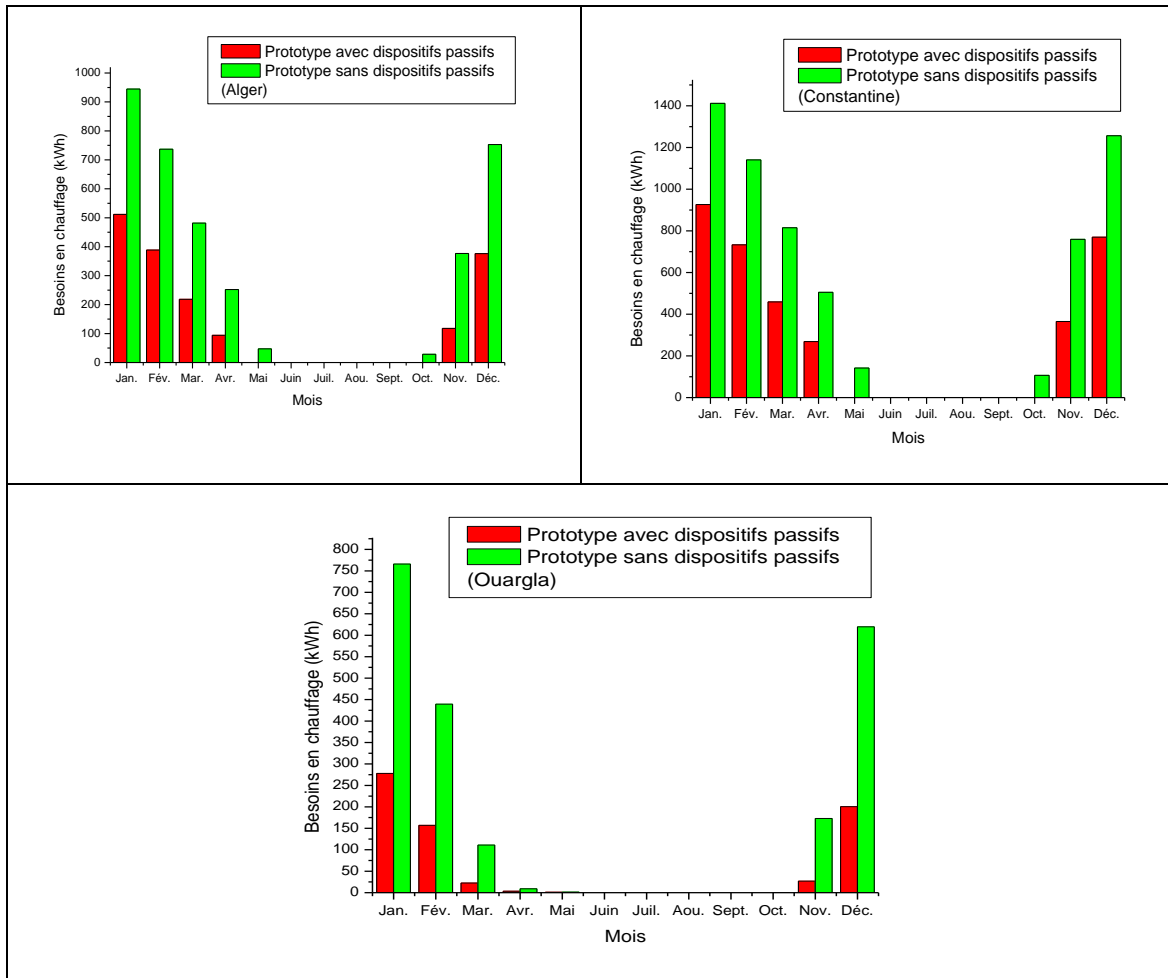 Prototype avec dispositifs passifs
Prototype sans dispositifs passifs
(Alger)
1000
900
800
700
600
500
400
300
200
100
0
Besoins en chauffage (kWh)
Jan. Fév. Mar. Avr. Mai Juin Juil. Aou. Sept. Oct. Nov. Déc.
Mois
Prototype avec dispositifs passifs
Prototype sans dispositifs passifs
(Constantine)
1400
1200
1000
800
600
400
200
0
Besoins en chauffage (kWh)
Jan. Fév. Mar. Avr. Mai Juin Juil. Aou. Sept. Oct. Nov. Déc.
Mois
Prototype avec dispositifs passifs
Prototype sans dispositifs passifs
(Ouargla)
800
750
700
650
600
550
500
450
400
350
300
250
200
150
100
50
0
Besoins en chauffage (kWh)
Jan. Fév. Mar. Avr. Mai Juin Juil. Aou. Sept. Oct. Nov. Déc.
Mois